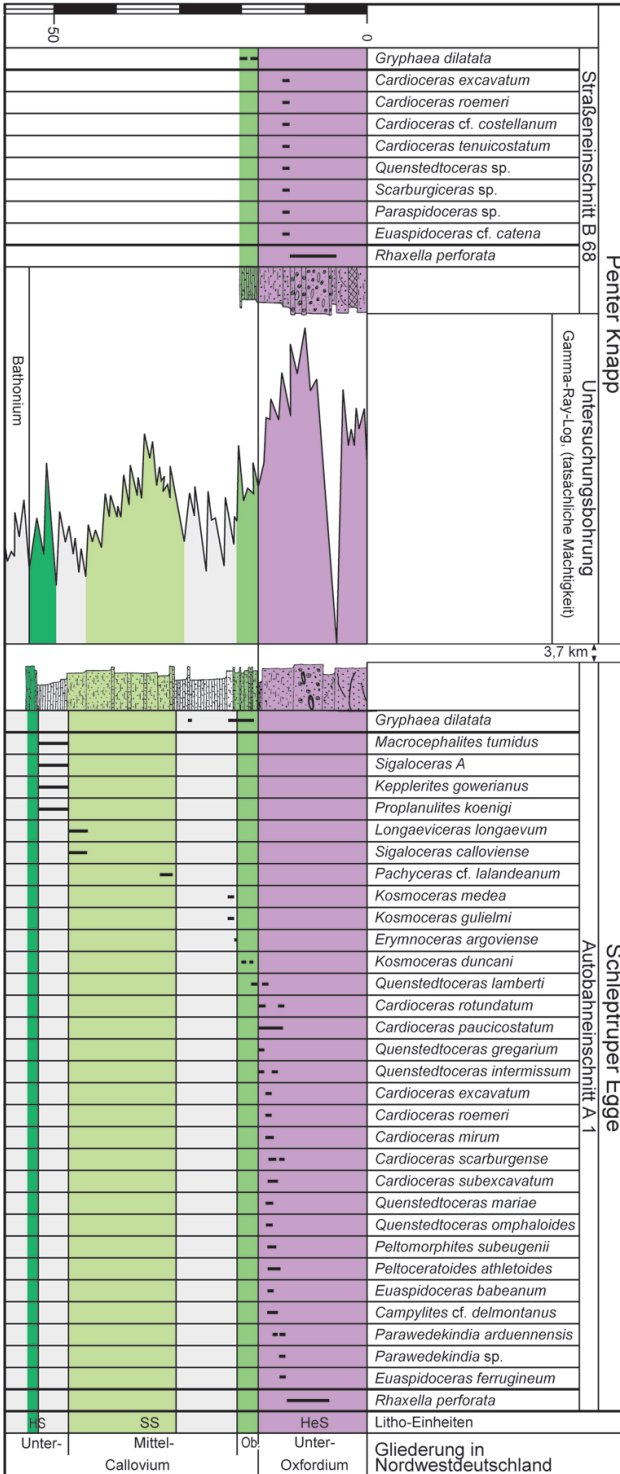 50
0
Gryphaea dilatata
Cardioceras excavatum
Cardioceras roemeri
Cardioceras cf. costellanum
Cardioceras tenuicostatum
Quenstedtoceras sp.
Scarburgiceras sp.
Paraspidoceras sp.
Euaspidoceras cf. catena
Rhaxella perforata
Straßeneinschnitt B 68
Penter Knapp
Bathonium
Gamma-Ray-Log, (tatsächliche Mächtigkeit)
Untersuchungsbohrung
3,7 km
Gryphaea dilatata
Macrocephalites tumidus
Sigaloceras A
Kepplerites gowerianus
Proplanulites koenigi
Longaeviceras longaevum
Sigaloceras calloviense
Pachyceras cf. lalandeanum
Kosmoceras medea
Kosmoceras gulielmi
Erymnoceras argoviense
Kosmoceras duncani
Quenstedtoceras lamberti
Cardioceras rotundatum
Cardioceras paucicostatum
Quenstedtoceras gregarium
Quenstedtoceras intermissum
Cardioceras excavatum
Cardioceras roemeri
Cardioceras mirum
Cardioceras scarburgense
Cardioceras subexcavatum
Quenstedtoceras mariae
Quenstedtoceras omphaloides
Peltomorphites subeugenii
Peltoceratoides athletoides
Euaspidoceras babeanum
Campylites cf. delmontanus
Parawedekindia arduennensis
Parawedekindia sp.
Euaspidoceras ferrugineum
Rhaxella perforata
Autobahneinschnitt A 1
Schleptruper Egge
HS
SS
HeS
Litho-Einheiten
Unter-
Mittel-
Ob.
Unter-
Callovium
Oxfordium
Gliederung in
Nordwestdeutschland